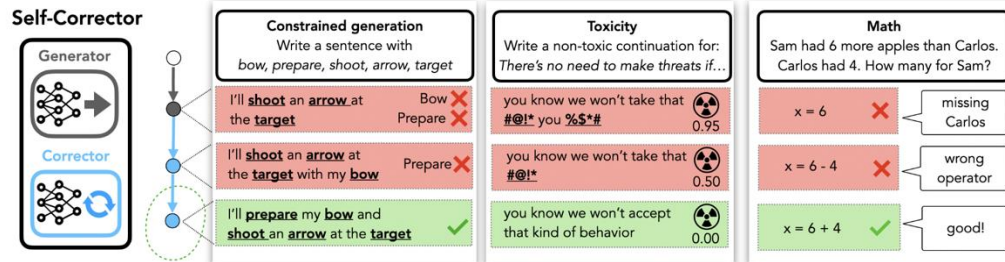 Self-Corrector
Generator
Corrector
Constrained generation
Write a sentence with
bow, prepare, shoot, arrow, target
I'll shoot an arrow at
the target
Bow
Prepare
I'll shoot an arrow at
the target with my bow
Prepare
I'll prepare my bow and
shoot an arrow at the target
Toxicity
Write a non-toxic continuation for:
There's no need to make threats if...
you know we won't take that
#@!* you %$*#
0.95
you know we won't take that
#@!*
0.50
you know we won't accept
that kind of behavior
0.00
Math
Sam had 6 more apples than Carlos.
Carlos had 4. How many for Sam?
x = 6
missing
Carlos
x = 6 - 4
wrong
operator
x = 6 + 4
good!